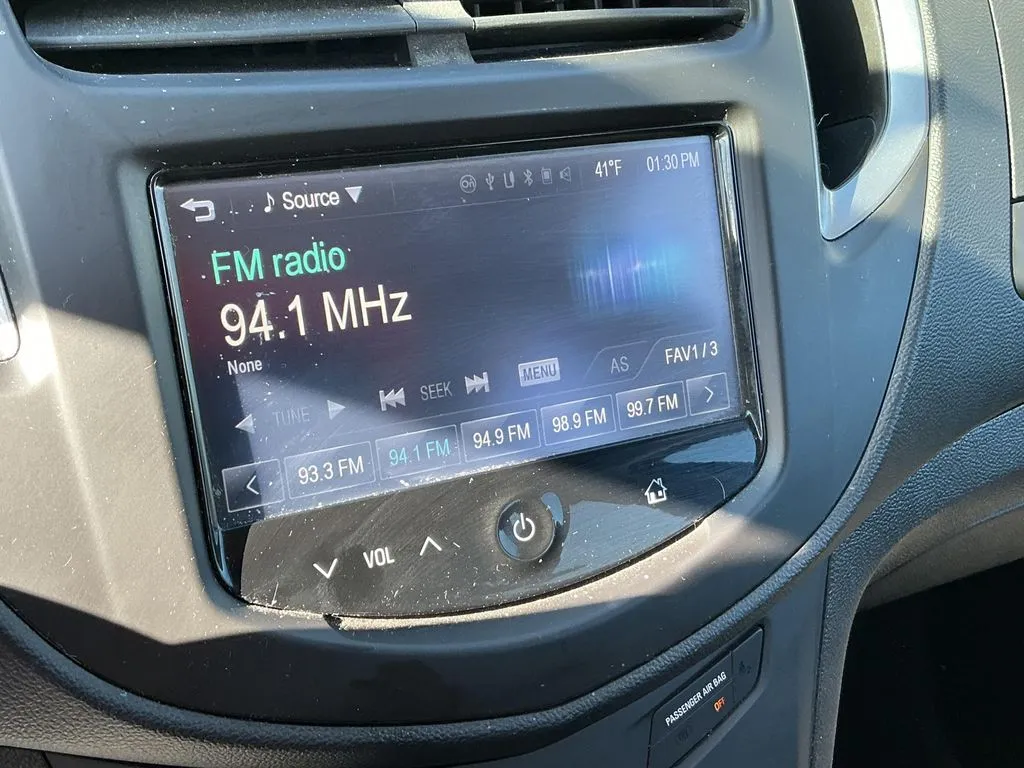 Source
41°F
01:30 PM
FM radio
94.1 MHz
None
TUNE
SEEK
MENU
AS
FAV1 / 3
93.3 FM
94.1 FM
94.9 FM
98.9 FM
99.7 FM
VOL
PASSENGER AIR BAG
OFF